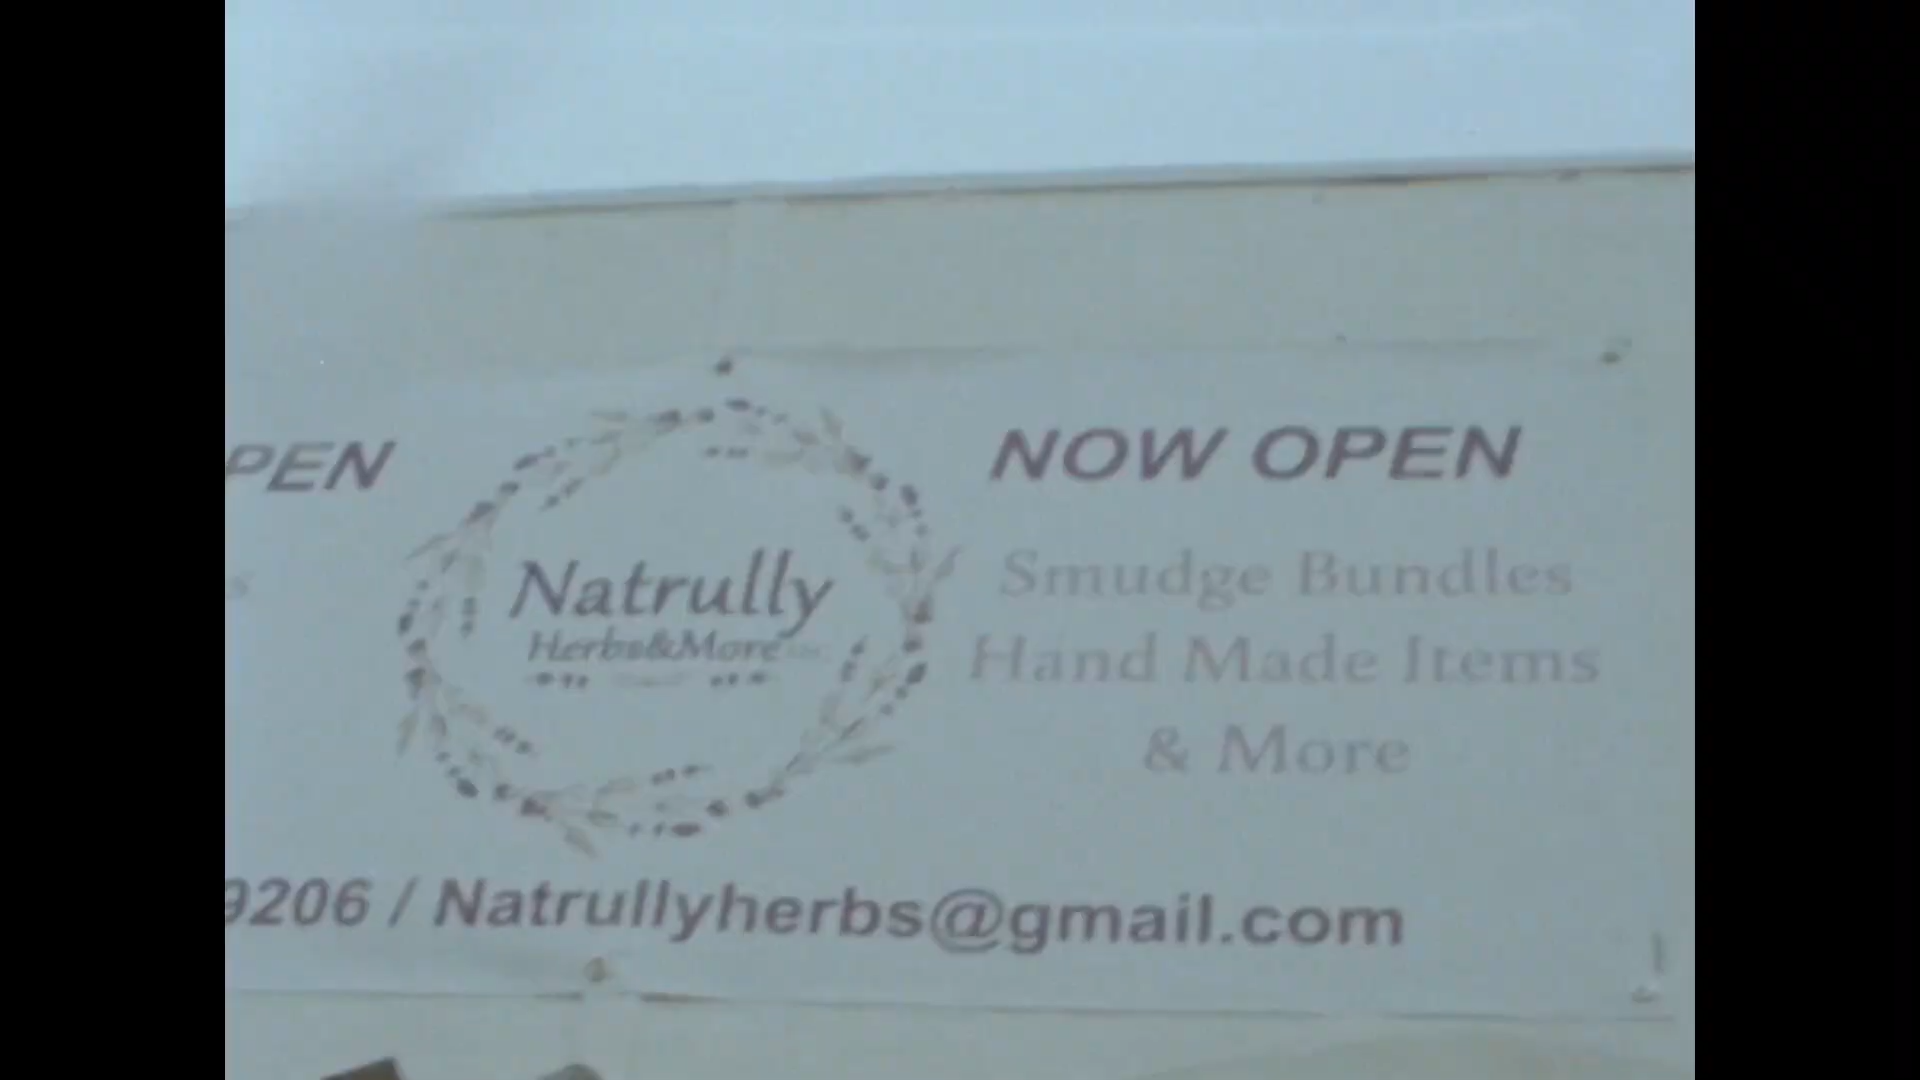 PEN
NOW OPEN
Natrully
Herbs&More
Smudge Bundles
Hand Made Items
& More
9206 / Natrullyherbs@gmail.com